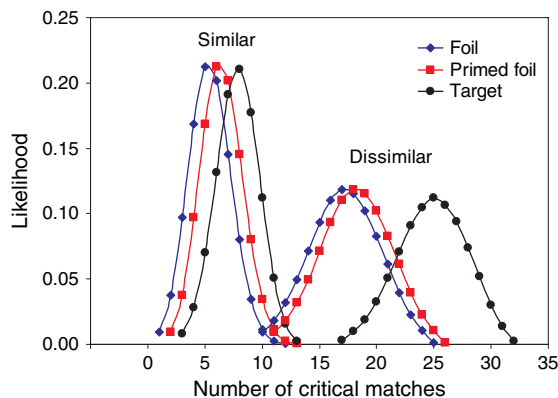 Similar
Foil
Primed foil
Target
Dissimilar
Likelihood
0.25
0.20
0.15
0.10
0.05
0.00
0 5 10 15 20 25 30 35
Number of critical matches